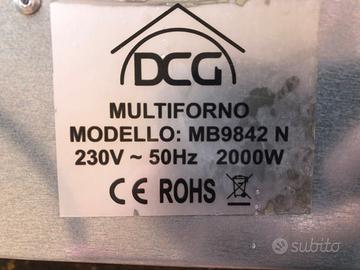 DCG
MULTIFORNO
MODELLO: MB9842 N
230V ~ 50Hz 2000W
CE ROHS
subito